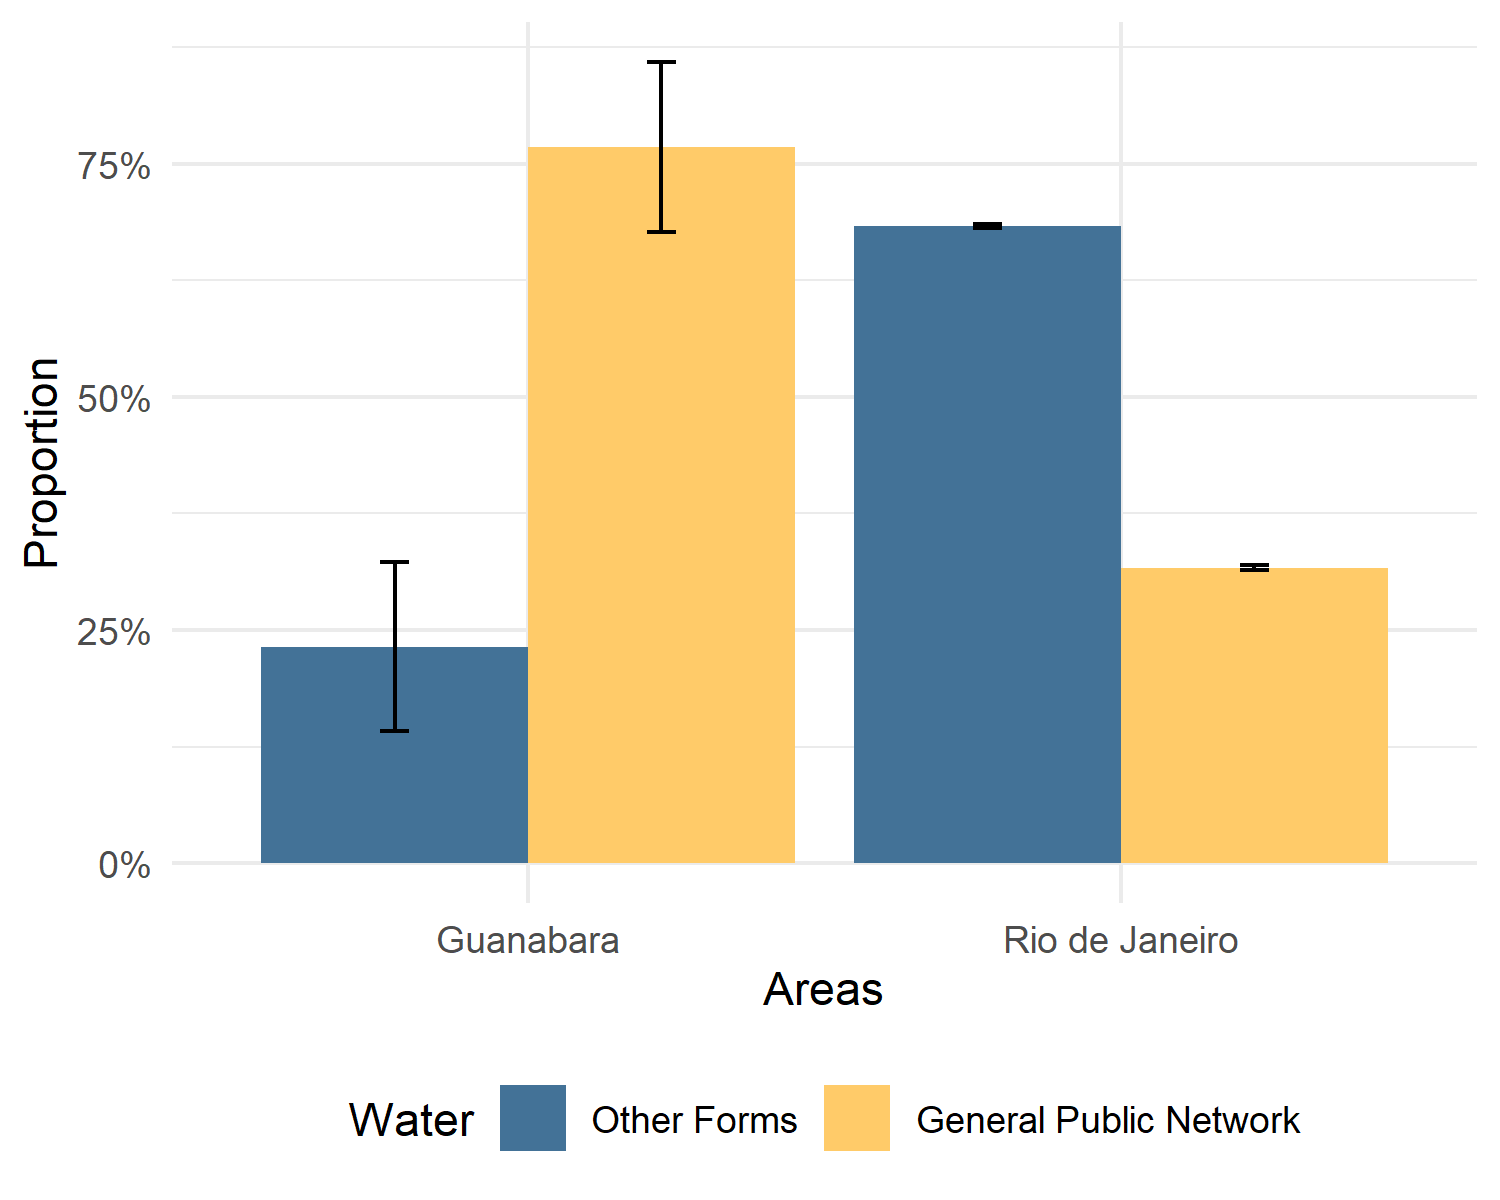 Proportion
75%
50%
25%
0%
Guanabara
Rio de Janeiro
Areas
Water
Other Forms
General Public Network